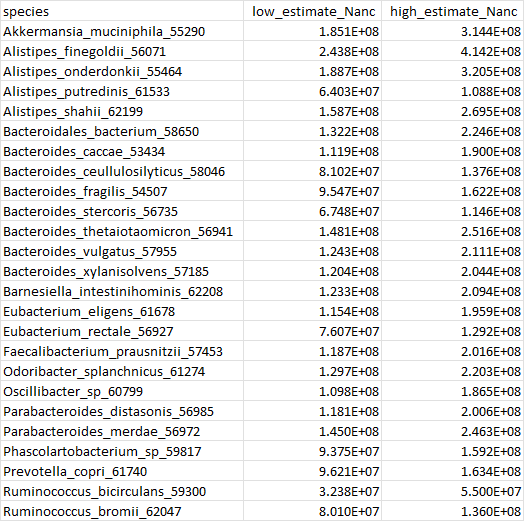 species low_estimate_Nanc high_estimate_Nanc
Akkermansia_muciniphila_55290 1.851E+08 3.144E+08
Alistipes_finegoldii_56071 2.438E+08 4.142E+08
Alistipes_onderdonkii_55464 1.887E+08 3.205E+08
Alistipes_putredinis_61533 6.403E+07 1.088E+08
Alistipes_shahii_62199 1.587E+08 2.695E+08
Bacteroidales_bacterium_58650 1.322E+08 2.246E+08
Bacteroides_caccae_53434 1.119E+08 1.900E+08
Bacteroides_ceullulosilyticus_58046 8.102E+07 1.376E+08
Bacteroides_fragilis_54507 9.547E+07 1.622E+08
Bacteroides_stercoris_56735 6.748E+07 1.146E+08
Bacteroides_thetaiotaomicron_56941 1.481E+08 2.516E+08
Bacteroides_vulgatus_57955 1.243E+08 2.111E+08
Bacteroides_xylanisolvens_57185 1.204E+08 2.044E+08
Barnesiella_intestinihominis_62208 1.233E+08 2.094E+08
Eubacterium_eligens_61678 1.154E+08 1.959E+08
Eubacterium_rectale_56927 7.607E+07 1.292E+08
Faecalibacterium_prausnitzii_57453 1.187E+08 2.016E+08
Odoribacter_splanchnicus_61274 1.297E+08 2.203E+08
Oscillibacter_sp_60799 1.098E+08 1.865E+08
Parabacteroides_distasonis_56985 1.181E+08 2.006E+08
Parabacteroides_merdae_56972 1.450E+08 2.463E+08
Phascolartobacterium_sp_59817 9.375E+07 1.592E+08
Prevotella_copri_61740 9.621E+07 1.634E+08
Ruminococcus_bicirculans_59300 3.238E+07 5.500E+07
Ruminococcus_bromii_62047 8.010E+07 1.360E+08